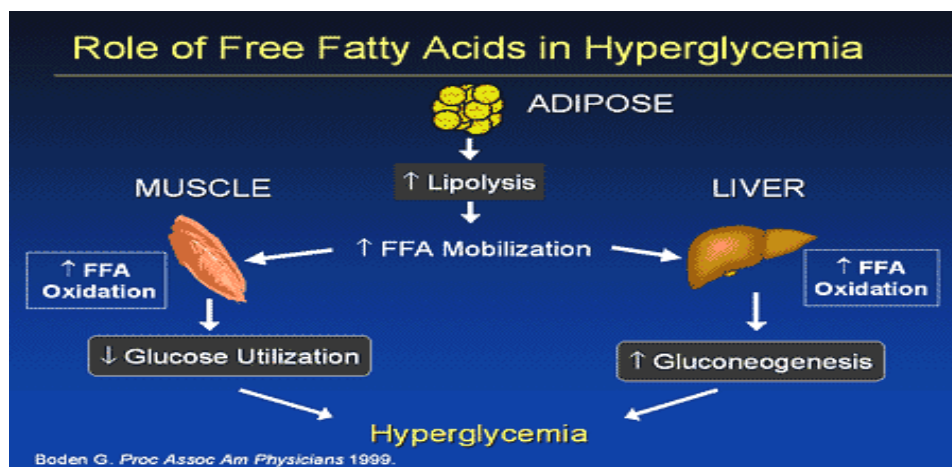 Role of Free Fatty Acids in Hyperglycemia
ADIPOSE
↑ Lipolysis
MUSCLE
LIVER
↑ FFA Mobilization
↑ FFA
Oxidation
↑ FFA
Oxidation
↓ Glucose Utilization
↑ Gluconeogenesis
Hyperglycemia
Boden G. Proc Assoc Am Physicians 1999.